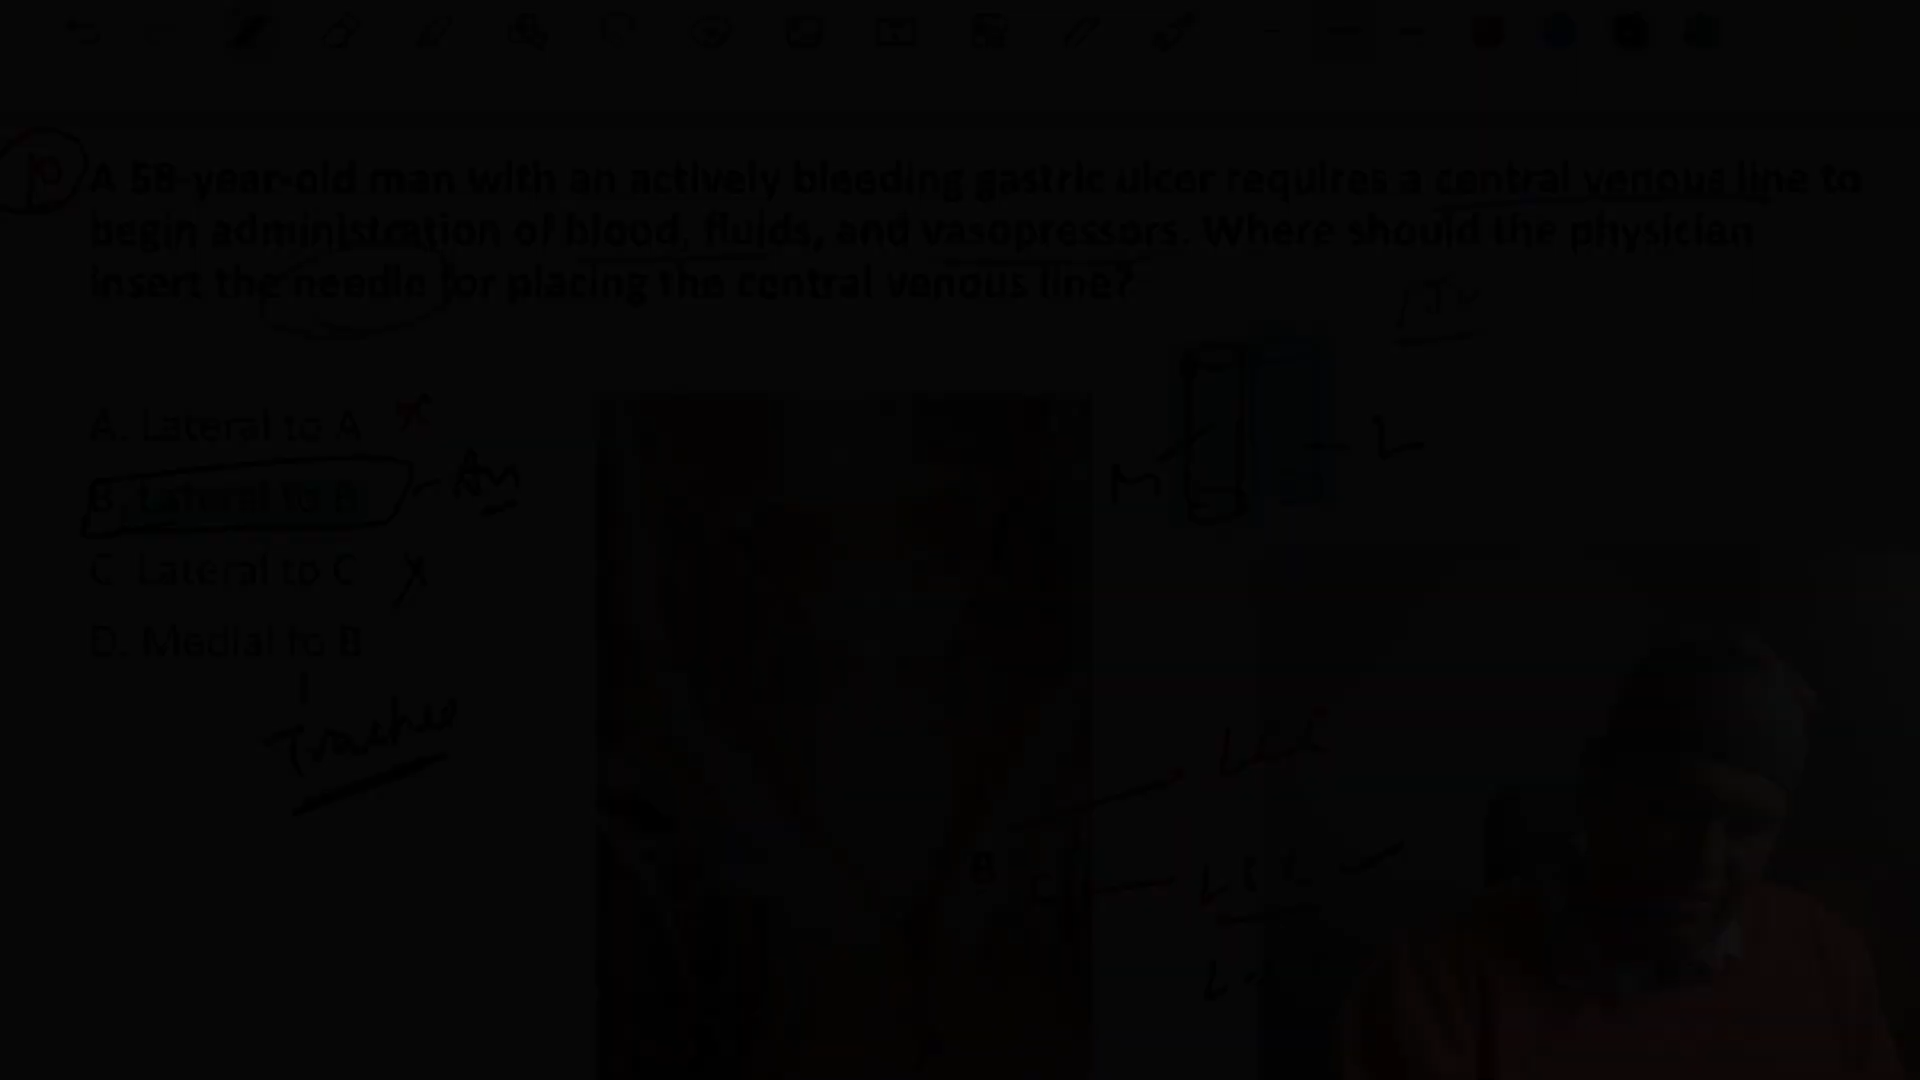 p
A 58-year-old man with an actively bleeding gastric ulcer requires a central venous line to
begin administration of blood, fluids, and vasopressors. Where should the physician
insert the needle for placing the central venous line?
A. Lateral to A
B. Lateral to
An
C. Lateral to C
D. Medial to B
M
L
B
C